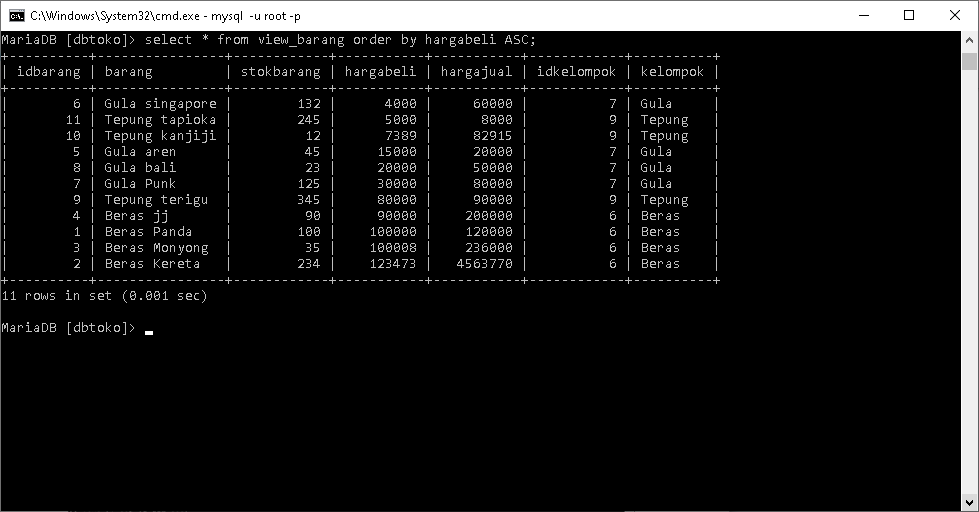 C:\Windows\System32\cmd.exe - mysql  -u root -p
MariaDB [dbtoko]> select * from view_barang order by hargabeli ASC;
+----------+----------------+------------+-----------+-----------+------------+----------+
| idbarang | barang         | stokbarang | hargabeli | hargajual | idkelompok | kelompok |
+----------+----------------+------------+-----------+-----------+------------+----------+
|        6 | Gula singapore |        132 |      4000 |     60000 |          7 | Gula     |
|       11 | Tepung tapioka |        245 |      5000 |      8000 |          9 | Tepung   |
|       10 | Tepung kanjiji |         12 |      7389 |     82915 |          9 | Tepung   |
|        5 | Gula aren      |         45 |     15000 |     20000 |          7 | Gula     |
|        8 | Gula bali      |         23 |     20000 |     50000 |          7 | Gula     |
|        7 | Gula Punk      |        125 |     30000 |     80000 |          7 | Gula     |
|        9 | Tepung terigu  |        345 |     80000 |     90000 |          9 | Tepung   |
|        4 | Beras jj       |         90 |     90000 |    200000 |          6 | Beras    |
|        1 | Beras Panda    |        100 |    100000 |    120000 |          6 | Beras    |
|        3 | Beras Monyong  |         35 |    100008 |    236000 |          6 | Beras    |
|        2 | Beras Kereta   |        234 |    123473 |   4563770 |          6 | Beras    |
+----------+----------------+------------+-----------+-----------+------------+----------+
11 rows in set (0.001 sec)
MariaDB [dbtoko]> _